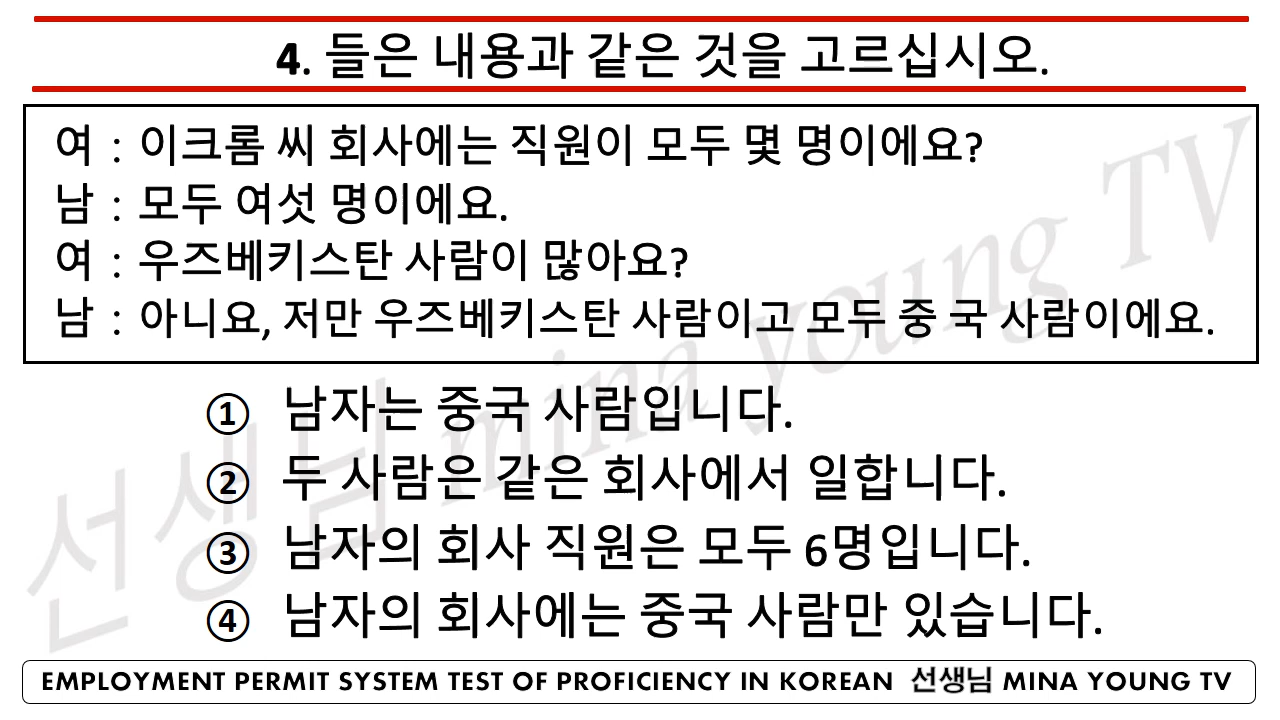 4. 들은 내용과 같은 것을 고르십시오.
여 : 이크롬 씨 회사에는 직원이 모두 몇 명이에요?
남 : 모두 여섯 명이에요.
여 : 우즈베키스탄 사람이 많아요?
남 : 아니요, 저만 우즈베키스탄 사람이고 모두 중 국 사람이에요.
① 남자는 중국 사람입니다.
② 두 사람은 같은 회사에서 일합니다.
③ 남자의 회사 직원은 모두 6명입니다.
④ 남자의 회사에는 중국 사람만 있습니다.
선생님 mina young TV
EMPLOYMENT PERMIT SYSTEM TEST OF PROFICIENCY IN KOREAN 선생님 MINA YOUNG TV